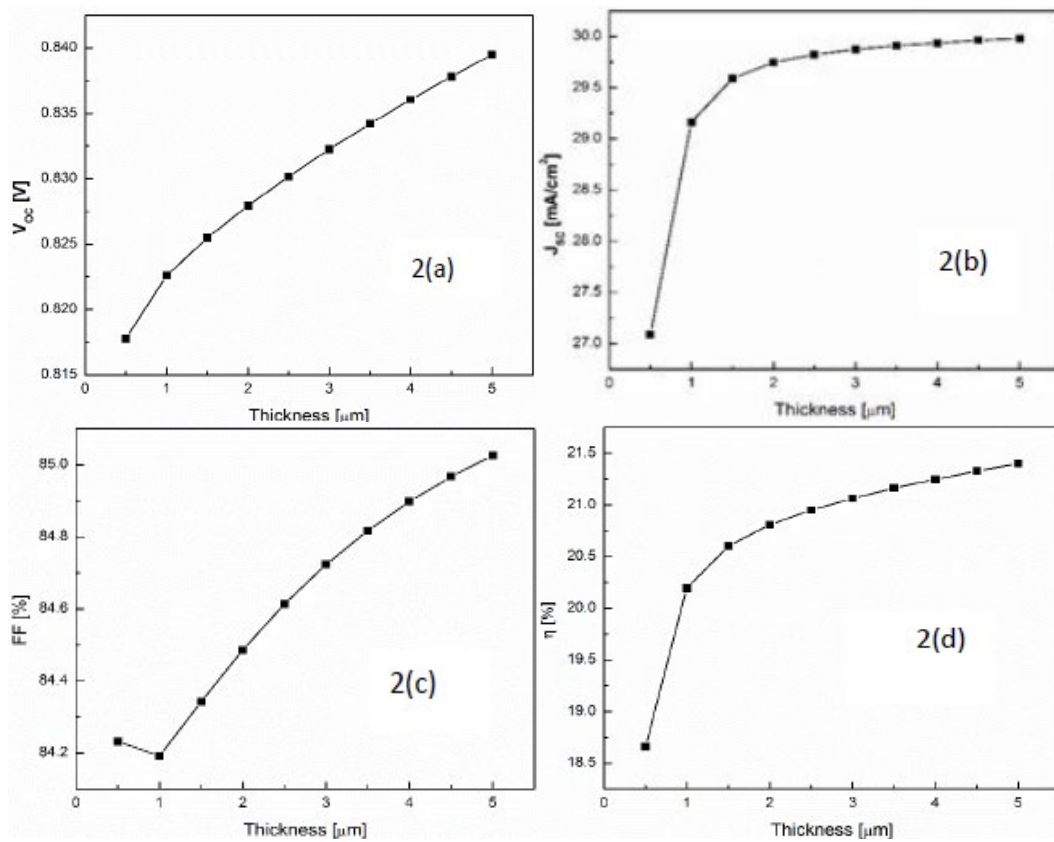 0.840
0.835
0.830
0.825
0.820
0.815
V_oc [V]
2(a)
0 1 2 3 4 5
Thickness [μm]
30.0
29.5
29.0
28.5
28.0
27.5
27.0
J_sc [mA/cm²]
2(b)
0 1 2 3 4 5
Thickness [μm]
85.0
84.8
84.6
84.4
84.2
FF [%]
2(c)
0 1 2 3 4 5
Thickness [μm]
21.5
21.0
20.5
20.0
19.5
19.0
18.5
η [%]
2(d)
0 1 2 3 4 5
Thickness [μm]